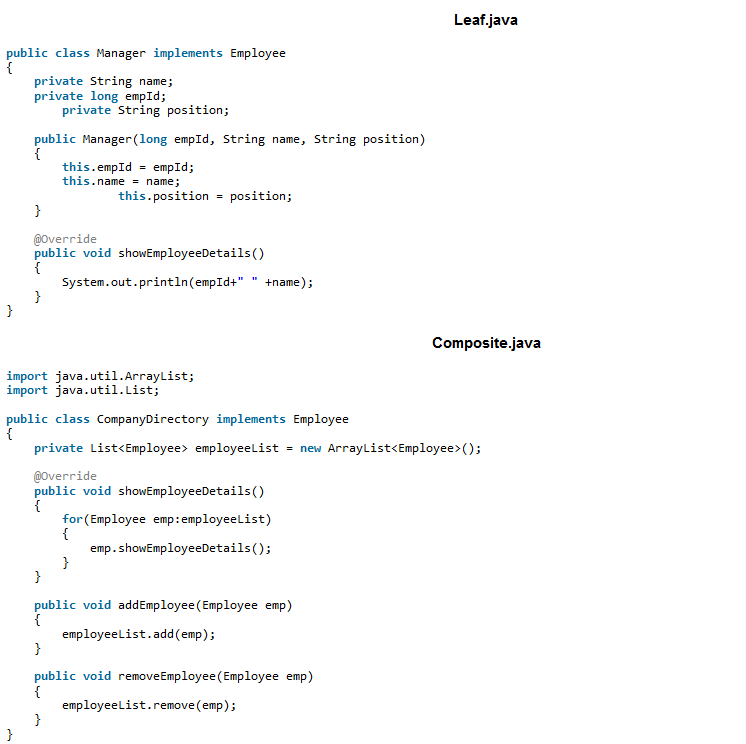 Leaf.java
public class Manager implements Employee
{
    private String name;
    private long empId;
        private String position;

    public Manager(long empId, String name, String position)
    {
        this.empId = empId;
        this.name = name;
                this.position = position;
    }

    @Override
    public void showEmployeeDetails()
    {
        System.out.println(empId+" " +name);
    }
}
Composite.java
import java.util.ArrayList;
import java.util.List;

public class CompanyDirectory implements Employee
{
    private List<Employee> employeeList = new ArrayList<Employee>();

    @Override
    public void showEmployeeDetails()
    {
        for(Employee emp:employeeList)
        {
            emp.showEmployeeDetails();
        }
    }

    public void addEmployee(Employee emp)
    {
        employeeList.add(emp);
    }

    public void removeEmployee(Employee emp)
    {
        employeeList.remove(emp);
    }
}